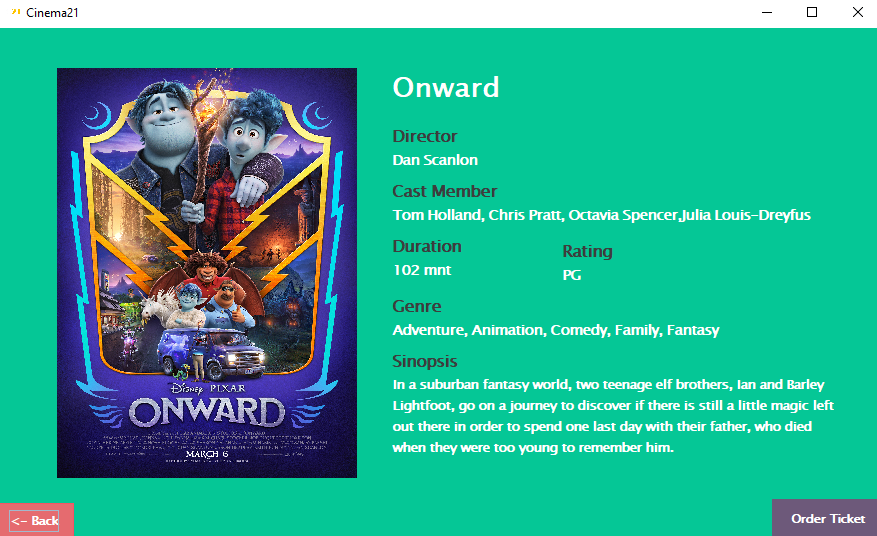 21 Cinema21
Onward
Director
Dan Scanlon
Cast Member
Tom Holland, Chris Pratt, Octavia Spencer,Julia Louis-Dreyfus
Duration
102 mnt
Rating
PG
Genre
Adventure, Animation, Comedy, Family, Fantasy
Sinopsis
In a suburban fantasy world, two teenage elf brothers, Ian and Barley
Lightfoot, go on a journey to discover if there is still a little magic left
out there in order to spend one last day with their father, who died
when they were too young to remember him.
Disney PIXAR
ONWARD
MARCH 6
<- Back
Order Ticket